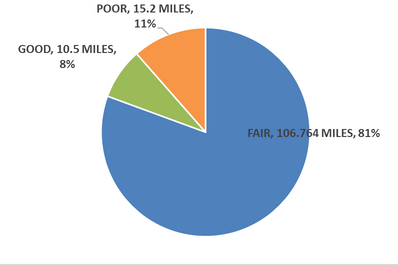 POOR, 15.2 MILES,
11%
GOOD, 10.5 MILES,
8%
FAIR, 106.764 MILES, 81%